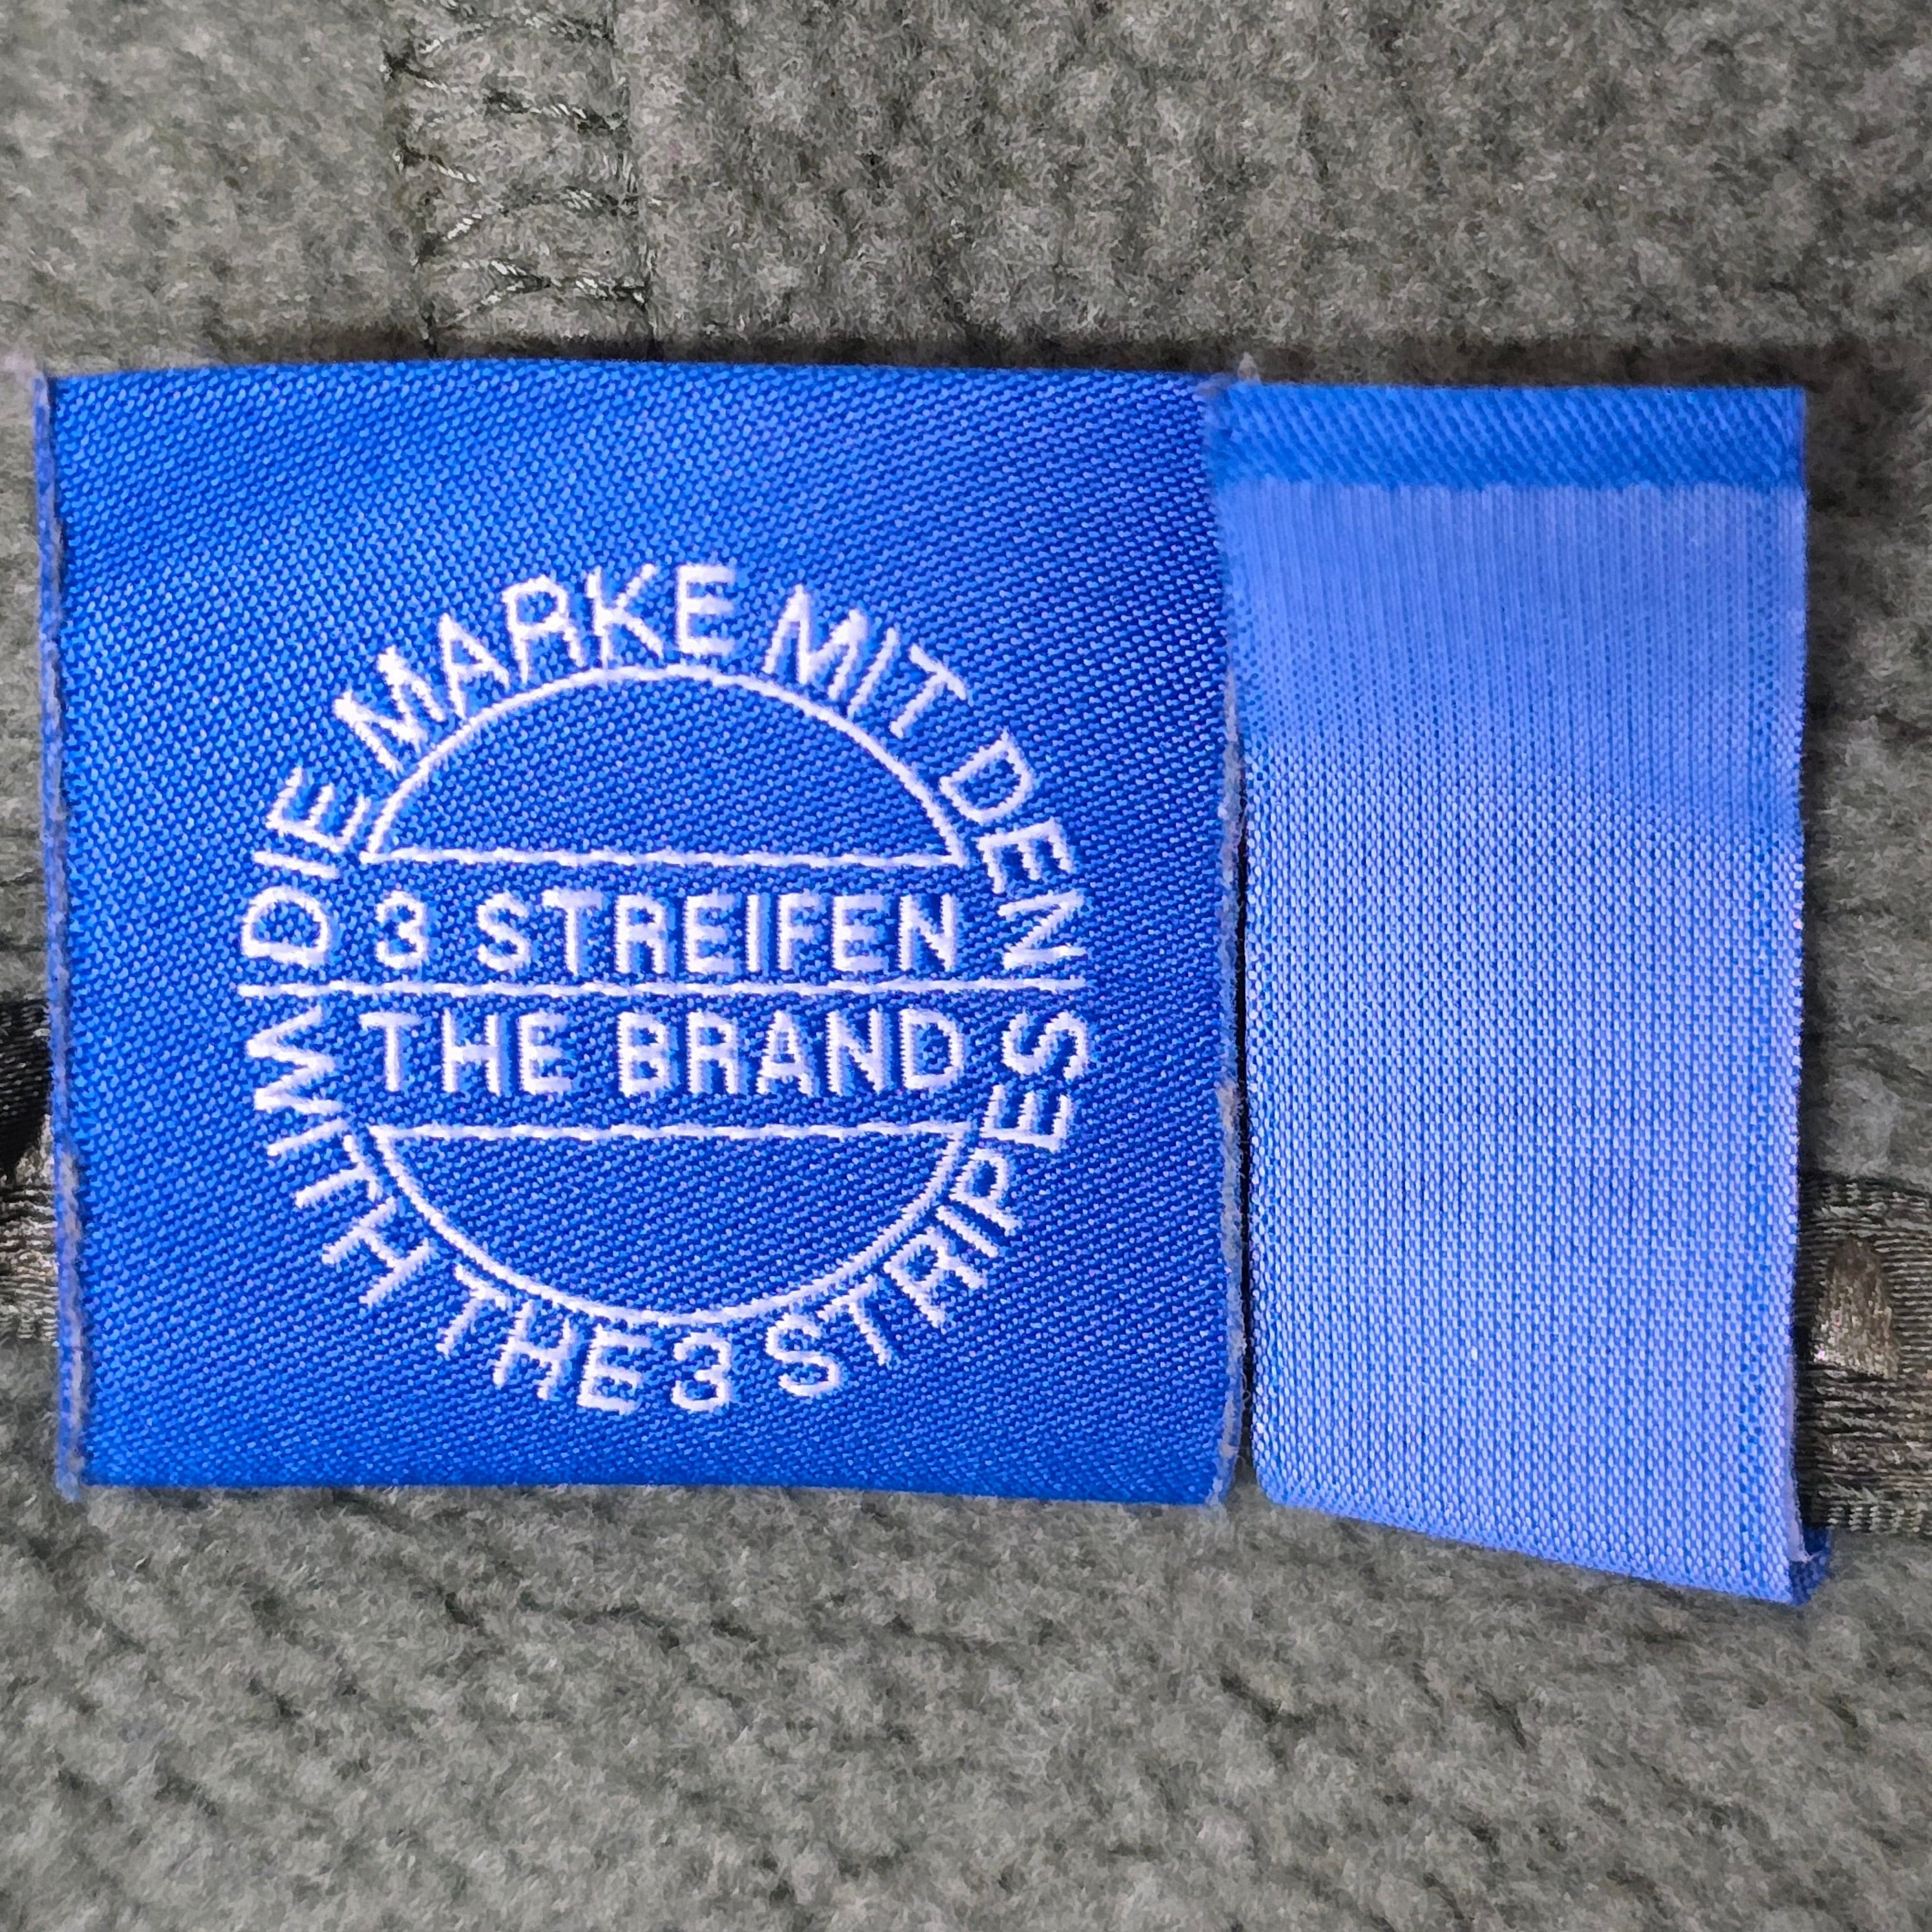 DIE MARKE MIT DEN
3 STREIFEN
THE BRAND
WITH THE 3 STRIPES